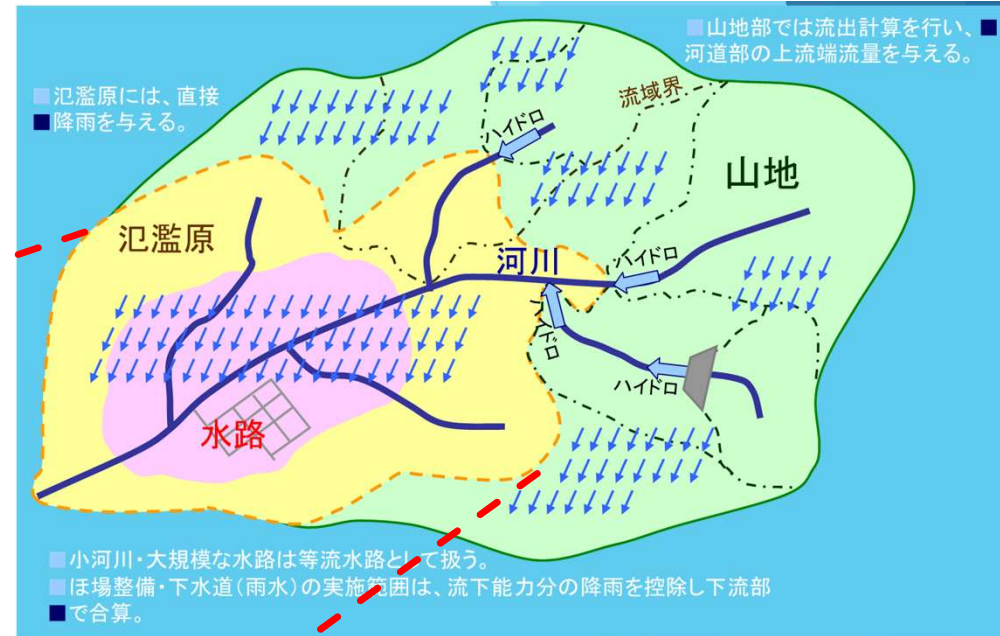 ■山地部では流出計算を行い、■
河道部の上流端流量を与える。
■氾濫原には、直接
■降雨を与える。
流域界
ハイドロ
山地
氾濫原
河川
ハイドロ
ハイドロ
ハイドロ
水路
■小河川・大規模な水路は等流水路として扱う。
■ほ場整備・下水道(雨水)の実施範囲は、流下能力分の降雨を控除し下流部
■で合算。